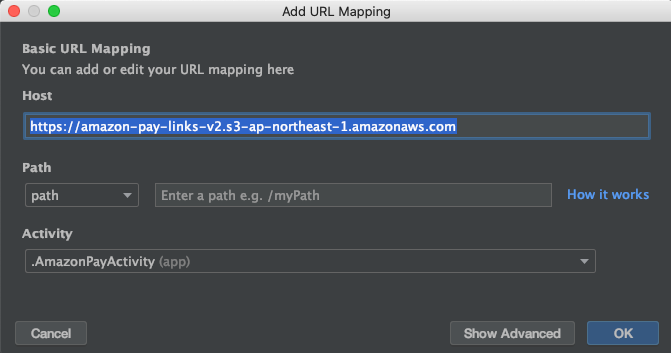 Add URL Mapping
Basic URL Mapping
You can add or edit your URL mapping here
Host
https://amazon-pay-links-v2.s3-ap-northeast-1.amazonaws.com
Path
path Enter a path e.g. /myPath How it works
Activity
.AmazonPayActivity (app)
Cancel Show Advanced OK